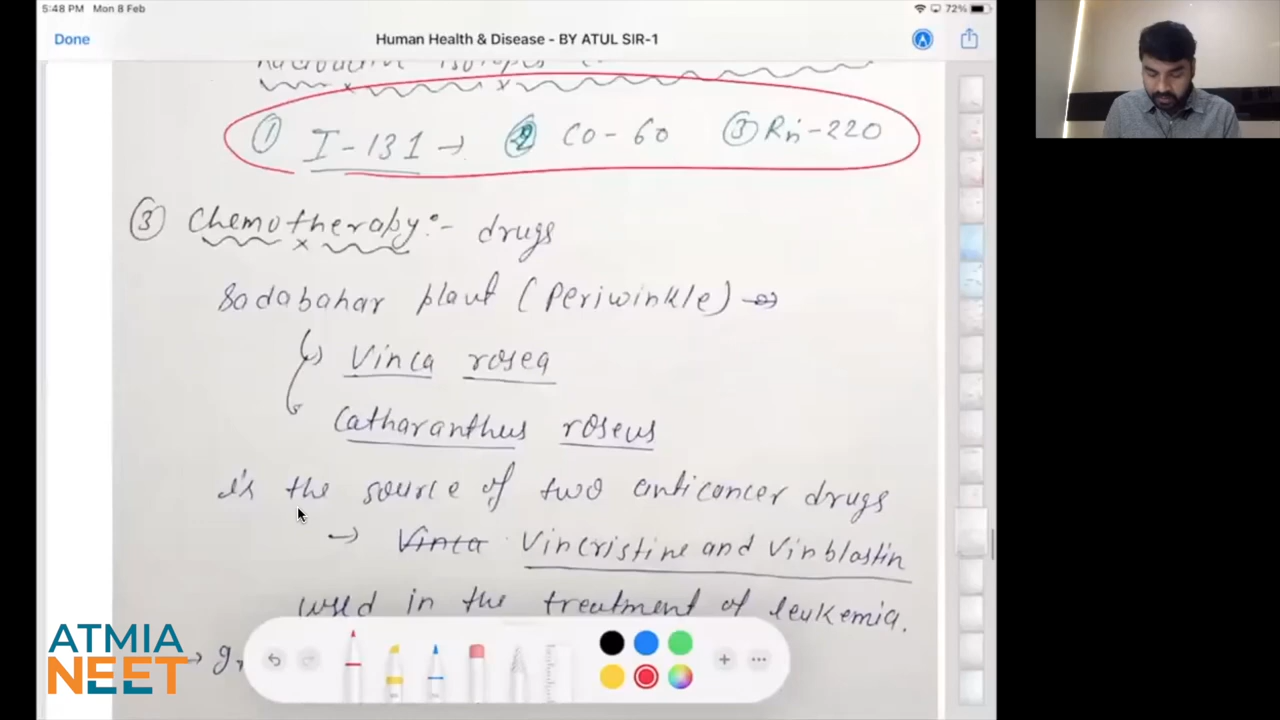 5:48 PM Mon 8 Feb 72%
Done Human Health & Disease - BY ATUL SIR-1
① I-131 → ② Co-60 ③ Rn-220
③ Chemotherapy:- drugs
Sadabahar plant (Periwinkle) →
↪ Vinca rosea
Catharanthus roseus
is the source of two anticancer drugs
→ Vinca Vincristine and Vinblastin
used in the treatment of leukemia.
ATMIA
NEET